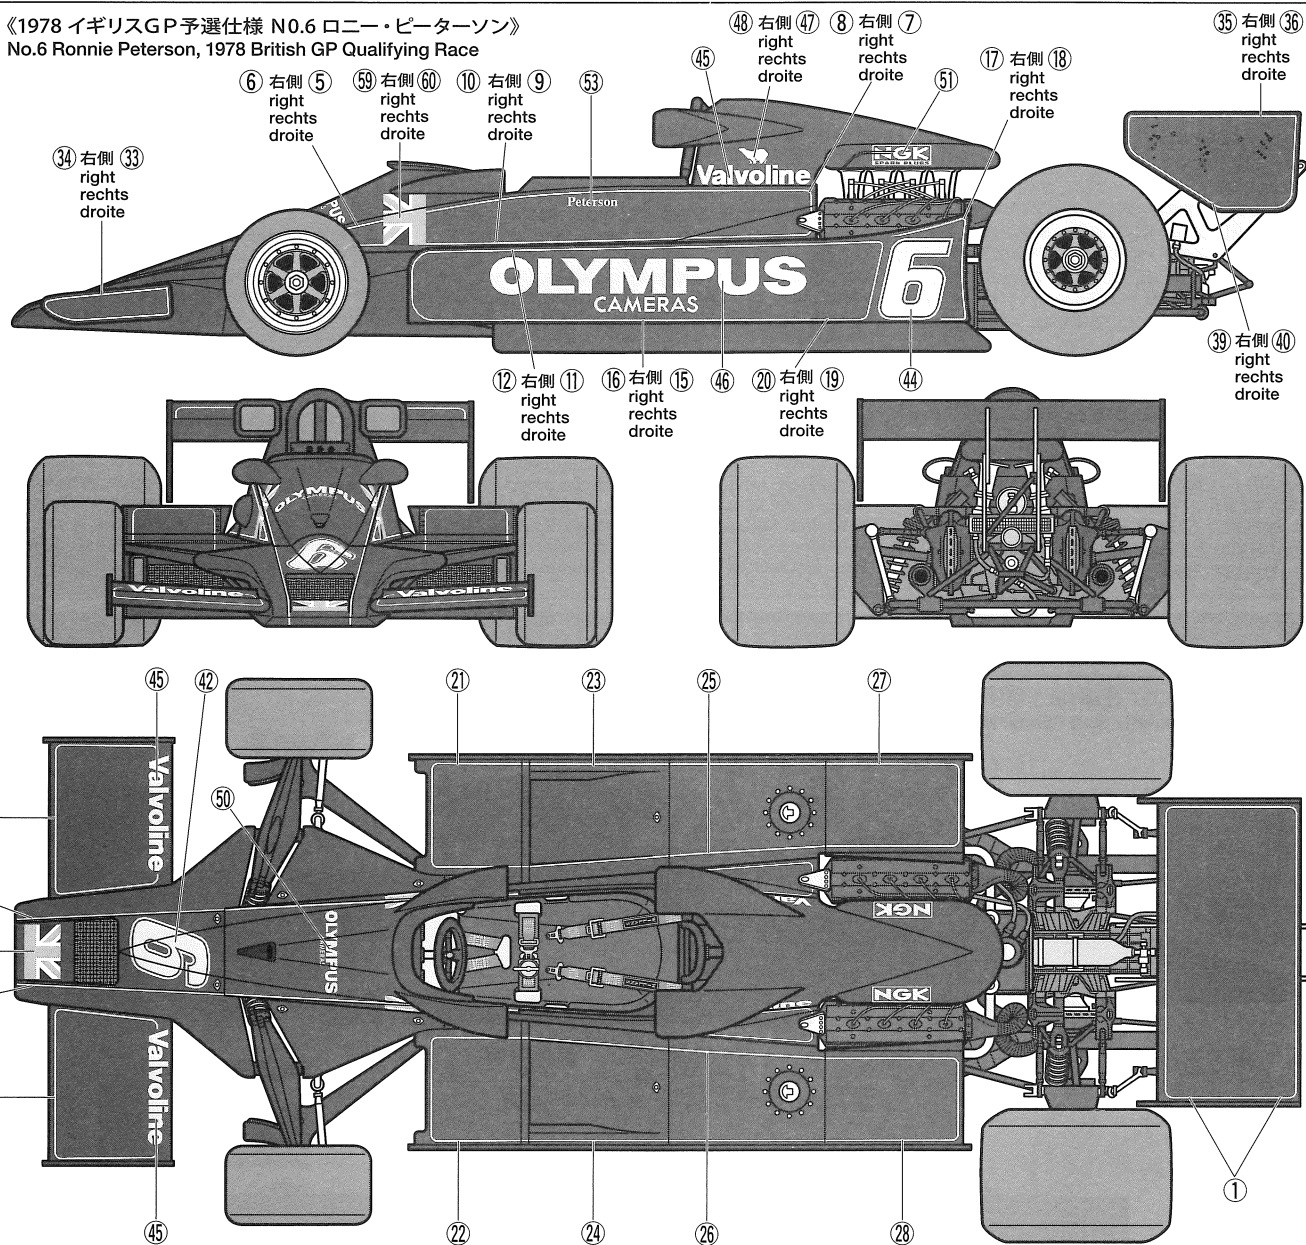 《1978 イギリスGP予選仕様 N0.6 ロニー・ピーターソン》
No.6 Ronnie Peterson, 1978 British GP Qualifying Race
48 右側 47
right
rechts
droite
8 右側 7
right
rechts
droite
35 右側 36
right
rechts
droite
45
17 右側 18
right
rechts
droite
6 右側 5
right
rechts
droite
59 右側 60
right
rechts
droite
10 右側 9
right
rechts
droite
53
51
34 右側 33
right
rechts
droite
Valvoline
NGK
SPARK PLUGS
PUS
Peterson
OLYMPUS
CAMERAS
6
39 右側 40
right
rechts
droite
12 右側 11
right
rechts
droite
16 右側 15
right
rechts
droite
46
20 右側 19
right
rechts
droite
44
OLYMPUS
6
Valvoline
Valvoline
45
42
21
23
25
27
Valvoline
50
6
OLYMPUS
NGK
NGK
Valvoline
45
22
24
26
28
1